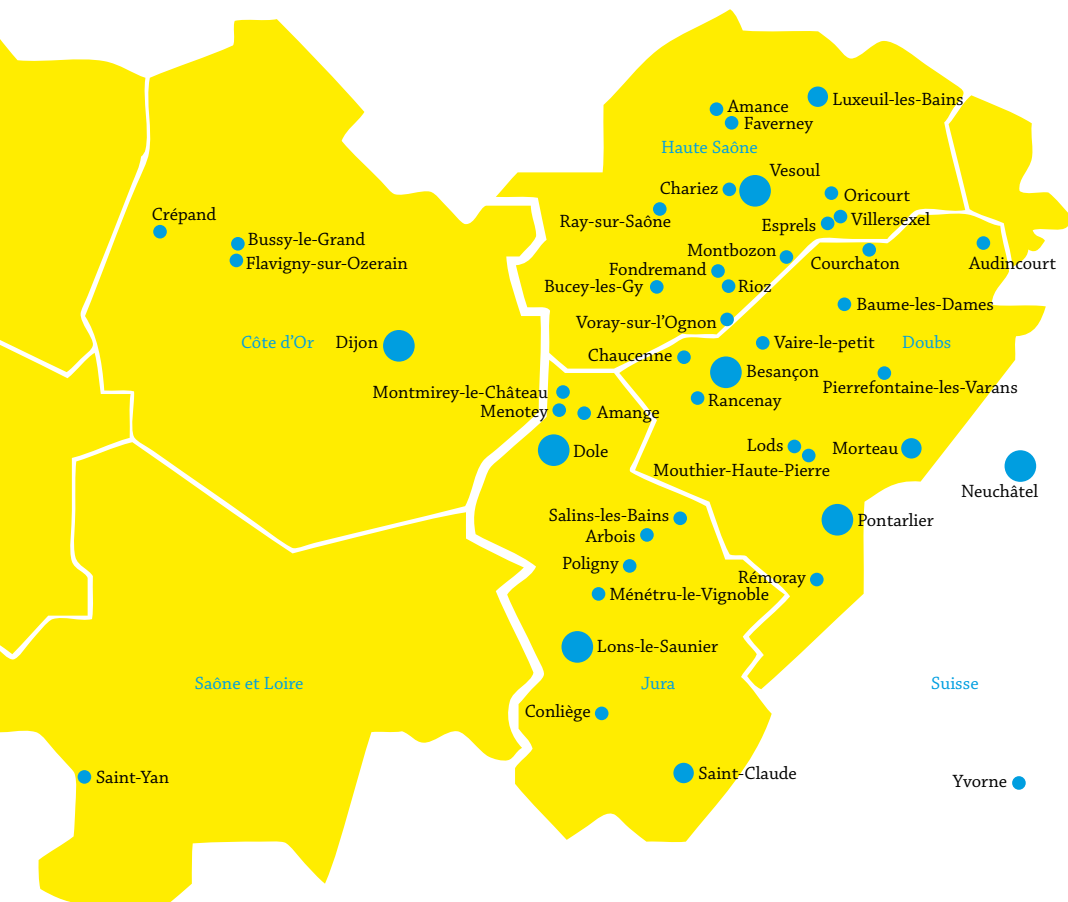 Luxeuil-les-Bains
Amance
Faverney
Haute Saône
Vesoul
Chariez
Oricourt
Crépand
Ray-sur-Saône
Villersexel
Esprels
Bussy-le-Grand
Montbozon
Flavigny-sur-Ozerain
Courchaton
Audincourt
Fondremand
Bucey-les-Gy
Rioz
Baume-les-Dames
Voray-sur-l'Ognon
Côte d'Or
Dijon
Vaire-le-petit
Doubs
Chaucenne
Besançon
Pierrefontaine-les-Varans
Montmirey-le-Château
Rancenay
Menotey
Amange
Lods
Morteau
Dole
Mouthier-Haute-Pierre
Neuchâtel
Salins-les-Bains
Pontarlier
Arbois
Poligny
Rémoray
Ménétru-le-Vignoble
Lons-le-Saunier
Saône et Loire
Jura
Suisse
Conliège
Saint-Claude
Saint-Yan
Yvorne